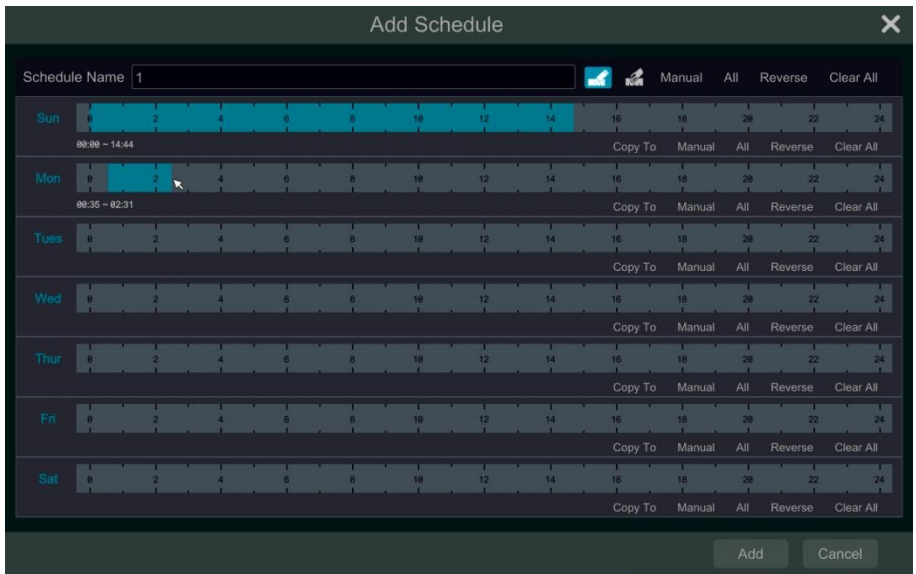 Add Schedule
Schedule Name 1 Manual All Reverse Clear All
Sun 0 2 4 6 8 10 12 14 16 18 20 22 24
00:00 ~ 14:44 Copy To Manual All Reverse Clear All
Mon 0 2 4 6 8 10 12 14 16 18 20 22 24
00:35 ~ 02:31 Copy To Manual All Reverse Clear All
Tues 0 2 4 6 8 10 12 14 16 18 20 22 24
Copy To Manual All Reverse Clear All
Wed 0 2 4 6 8 10 12 14 16 18 20 22 24
Copy To Manual All Reverse Clear All
Thur 0 2 4 6 8 10 12 14 16 18 20 22 24
Copy To Manual All Reverse Clear All
Fri 0 2 4 6 8 10 12 14 16 18 20 22 24
Copy To Manual All Reverse Clear All
Sat 0 2 4 6 8 10 12 14 16 18 20 22 24
Copy To Manual All Reverse Clear All
Add Cancel